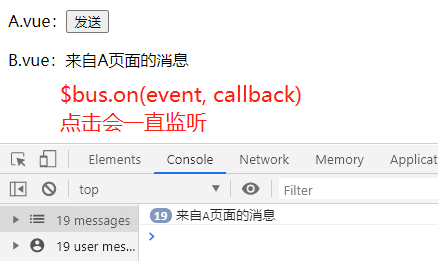 A.vue：发送
B.vue：来自A页面的消息
$bus.on(event, callback)
点击会一直监听
Elements Console Network Memory Applicat
top Filter
19 messages
19 来自A页面的消息
19 user mes...